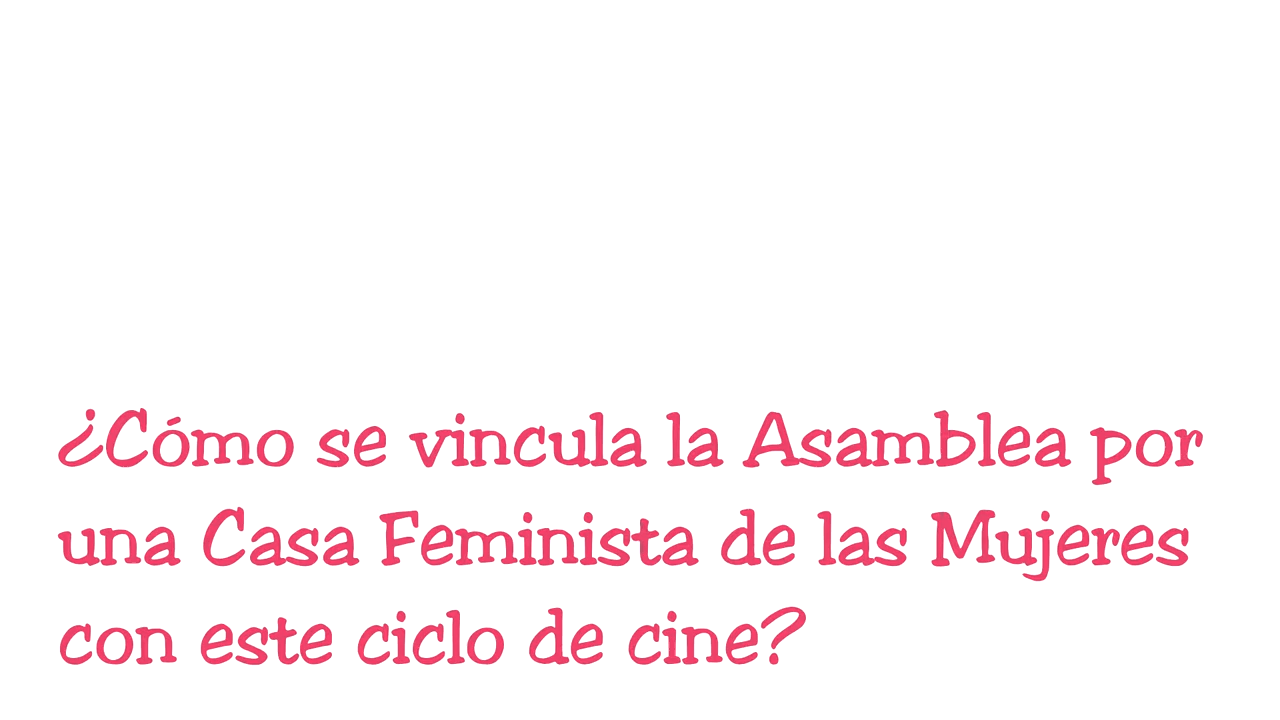 ¿Cómo se vincula la Asamblea por
una Casa Feminista de las Mujeres
con este ciclo de cine?